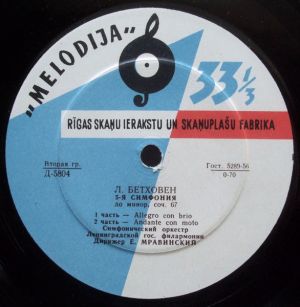 "MELODIJA"
33 1/3
RĪGAS SKAŅU IERAKSTU UN SKAŅUPLAŠU FABRIKA
Вторая гр.
Д-5804
Гост. 5289-56
0-70
Л. БЕТХОВЕН
5-Я СИМФОНИЯ
до минор, соч. 67
1 часть — Allegro con brio
2 часть — Andante con moto
Симфонический оркестр
Ленинградской гос. филармонии
Дирижер Е. МРАВИНСКИЙ